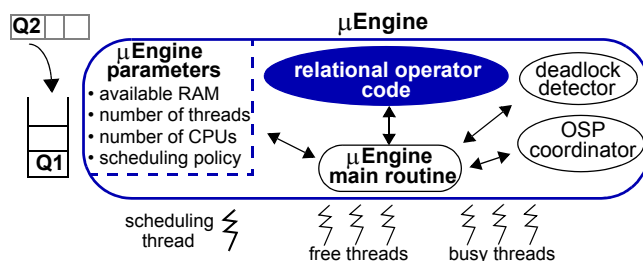 Q2
μEngine
μEngine
parameters
• available RAM
• number of threads
• number of CPUs
• scheduling policy
relational operator
code
deadlock
detector
OSP
coordinator
Q1
μEngine
main routine
scheduling
thread
free threads
busy threads